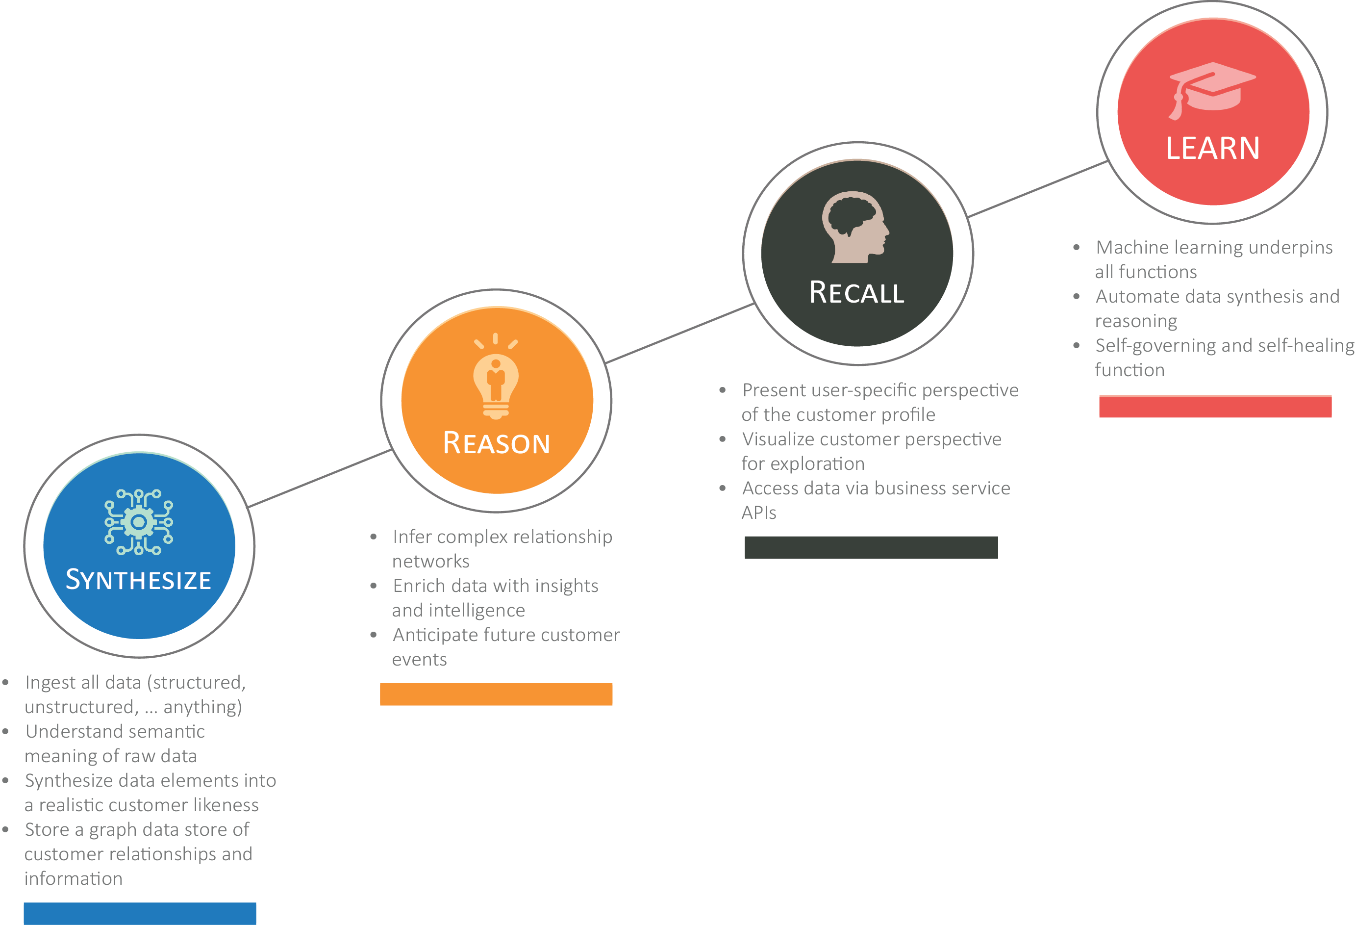 SYNTHESIZE
• Ingest all data (structured,
unstructured, ... anything)
• Understand semantic
meaning of raw data
• Synthesize data elements into
a realistic customer likeness
• Store a graph data store of
customer relationships and
information
REASON
• Infer complex relationship
networks
• Enrich data with insights
and intelligence
• Anticipate future customer
events
RECALL
• Present user-specific perspective
of the customer profile
• Visualize customer perspective
for exploration
• Access data via business service
APIs
LEARN
• Machine learning underpins
all functions
• Automate data synthesis and
reasoning
• Self-governing and self-healing
function